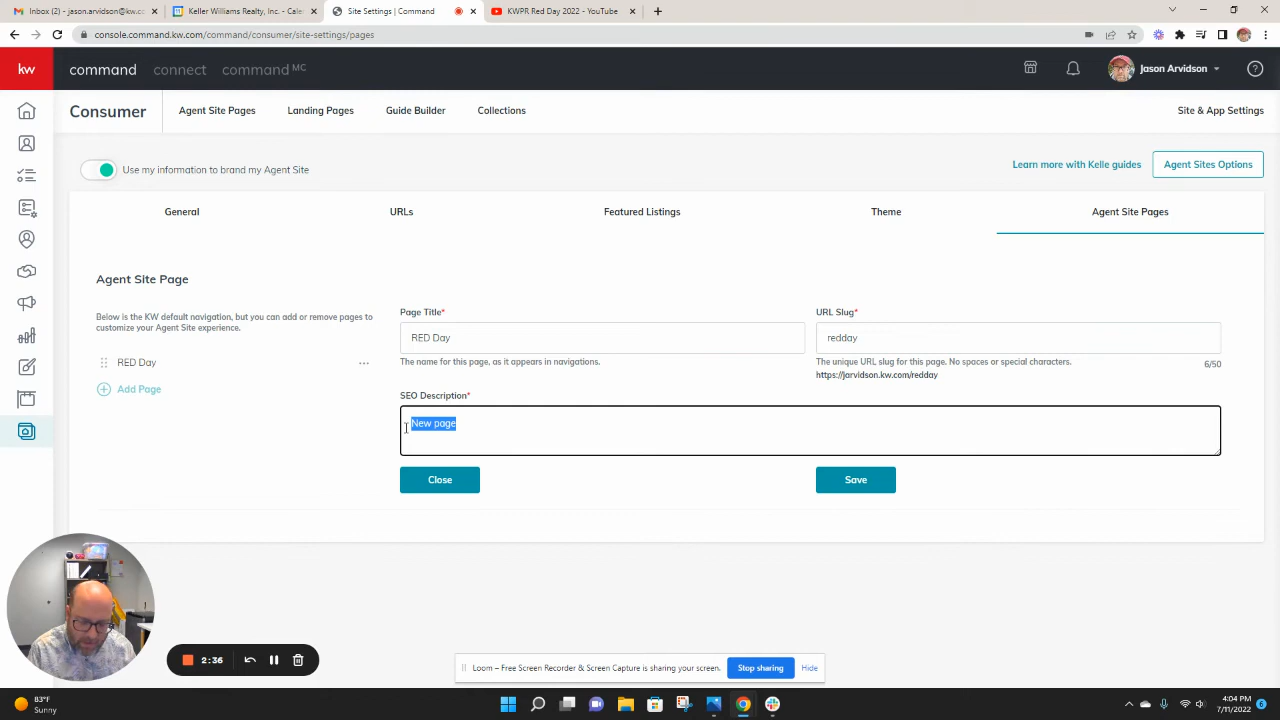 Inbox (2) - jason.arvidson@kw.co
Keller Williams Realty, Inc. - Caler
Site Settings | Command
KWPR Red Day 2022 - YouTube
console.command.kw.com/command/consumer/site-settings/pages
kw
command
connect
command MC
Jason Arvidson
Consumer
Agent Site Pages
Landing Pages
Guide Builder
Collections
Site & App Settings
Use my information to brand my Agent Site
Learn more with Kelle guides
Agent Sites Options
General
URLs
Featured Listings
Theme
Agent Site Pages
Agent Site Page
Below is the KW default navigation, but you can add or remove pages to
customize your Agent Site experience.
RED Day
Add Page
Page Title*
RED Day
The name for this page, as it appears in navigations.
URL Slug*
redday
The unique URL slug for this page. No spaces or special characters.
6/50
https://jarvidson.kw.com/redday
SEO Description*
New page
Close
Save
2:36
Loom – Free Screen Recorder & Screen Capture is sharing your screen.
Stop sharing
Hide
83°F
Sunny
4:04 PM
7/11/2022